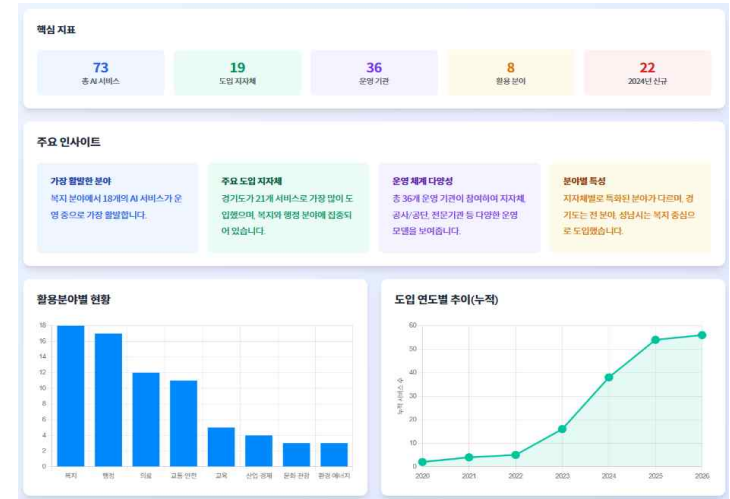 핵심 지표
73
총 AI 서비스
19
도입 지자체
36
운영 기관
8
활용 분야
22
2024년 신규
주요 인사이트
가장 활발한 분야
복지 분야에서 18개의 AI 서비스가 운
영 중으로 가장 활발합니다.
주요 도입 지자체
경기도가 21개 서비스로 가장 많이 도
입했으며, 복지와 행정 분야에 집중되
어 있습니다.
운영 체계 다양성
총 36개 운영 기관이 참여하여 지자체,
공사/공단, 전문기관 등 다양한 운영
모델을 보여줍니다.
분야별 특성
지자체별로 특화된 분야가 다르며, 경
기도는 전 분야, 성남시는 복지 중심으
로 도입했습니다.
활용분야별 현황
18
16
14
12
10
8
6
4
2
0
복지
행정
의료
교통·안전
교육
산업·경제
문화·관광
환경·에너지
도입 연도별 추이(누적)
누적 서비스 수
60
50
40
30
20
10
0
2020
2021
2022
2023
2024
2025
2026